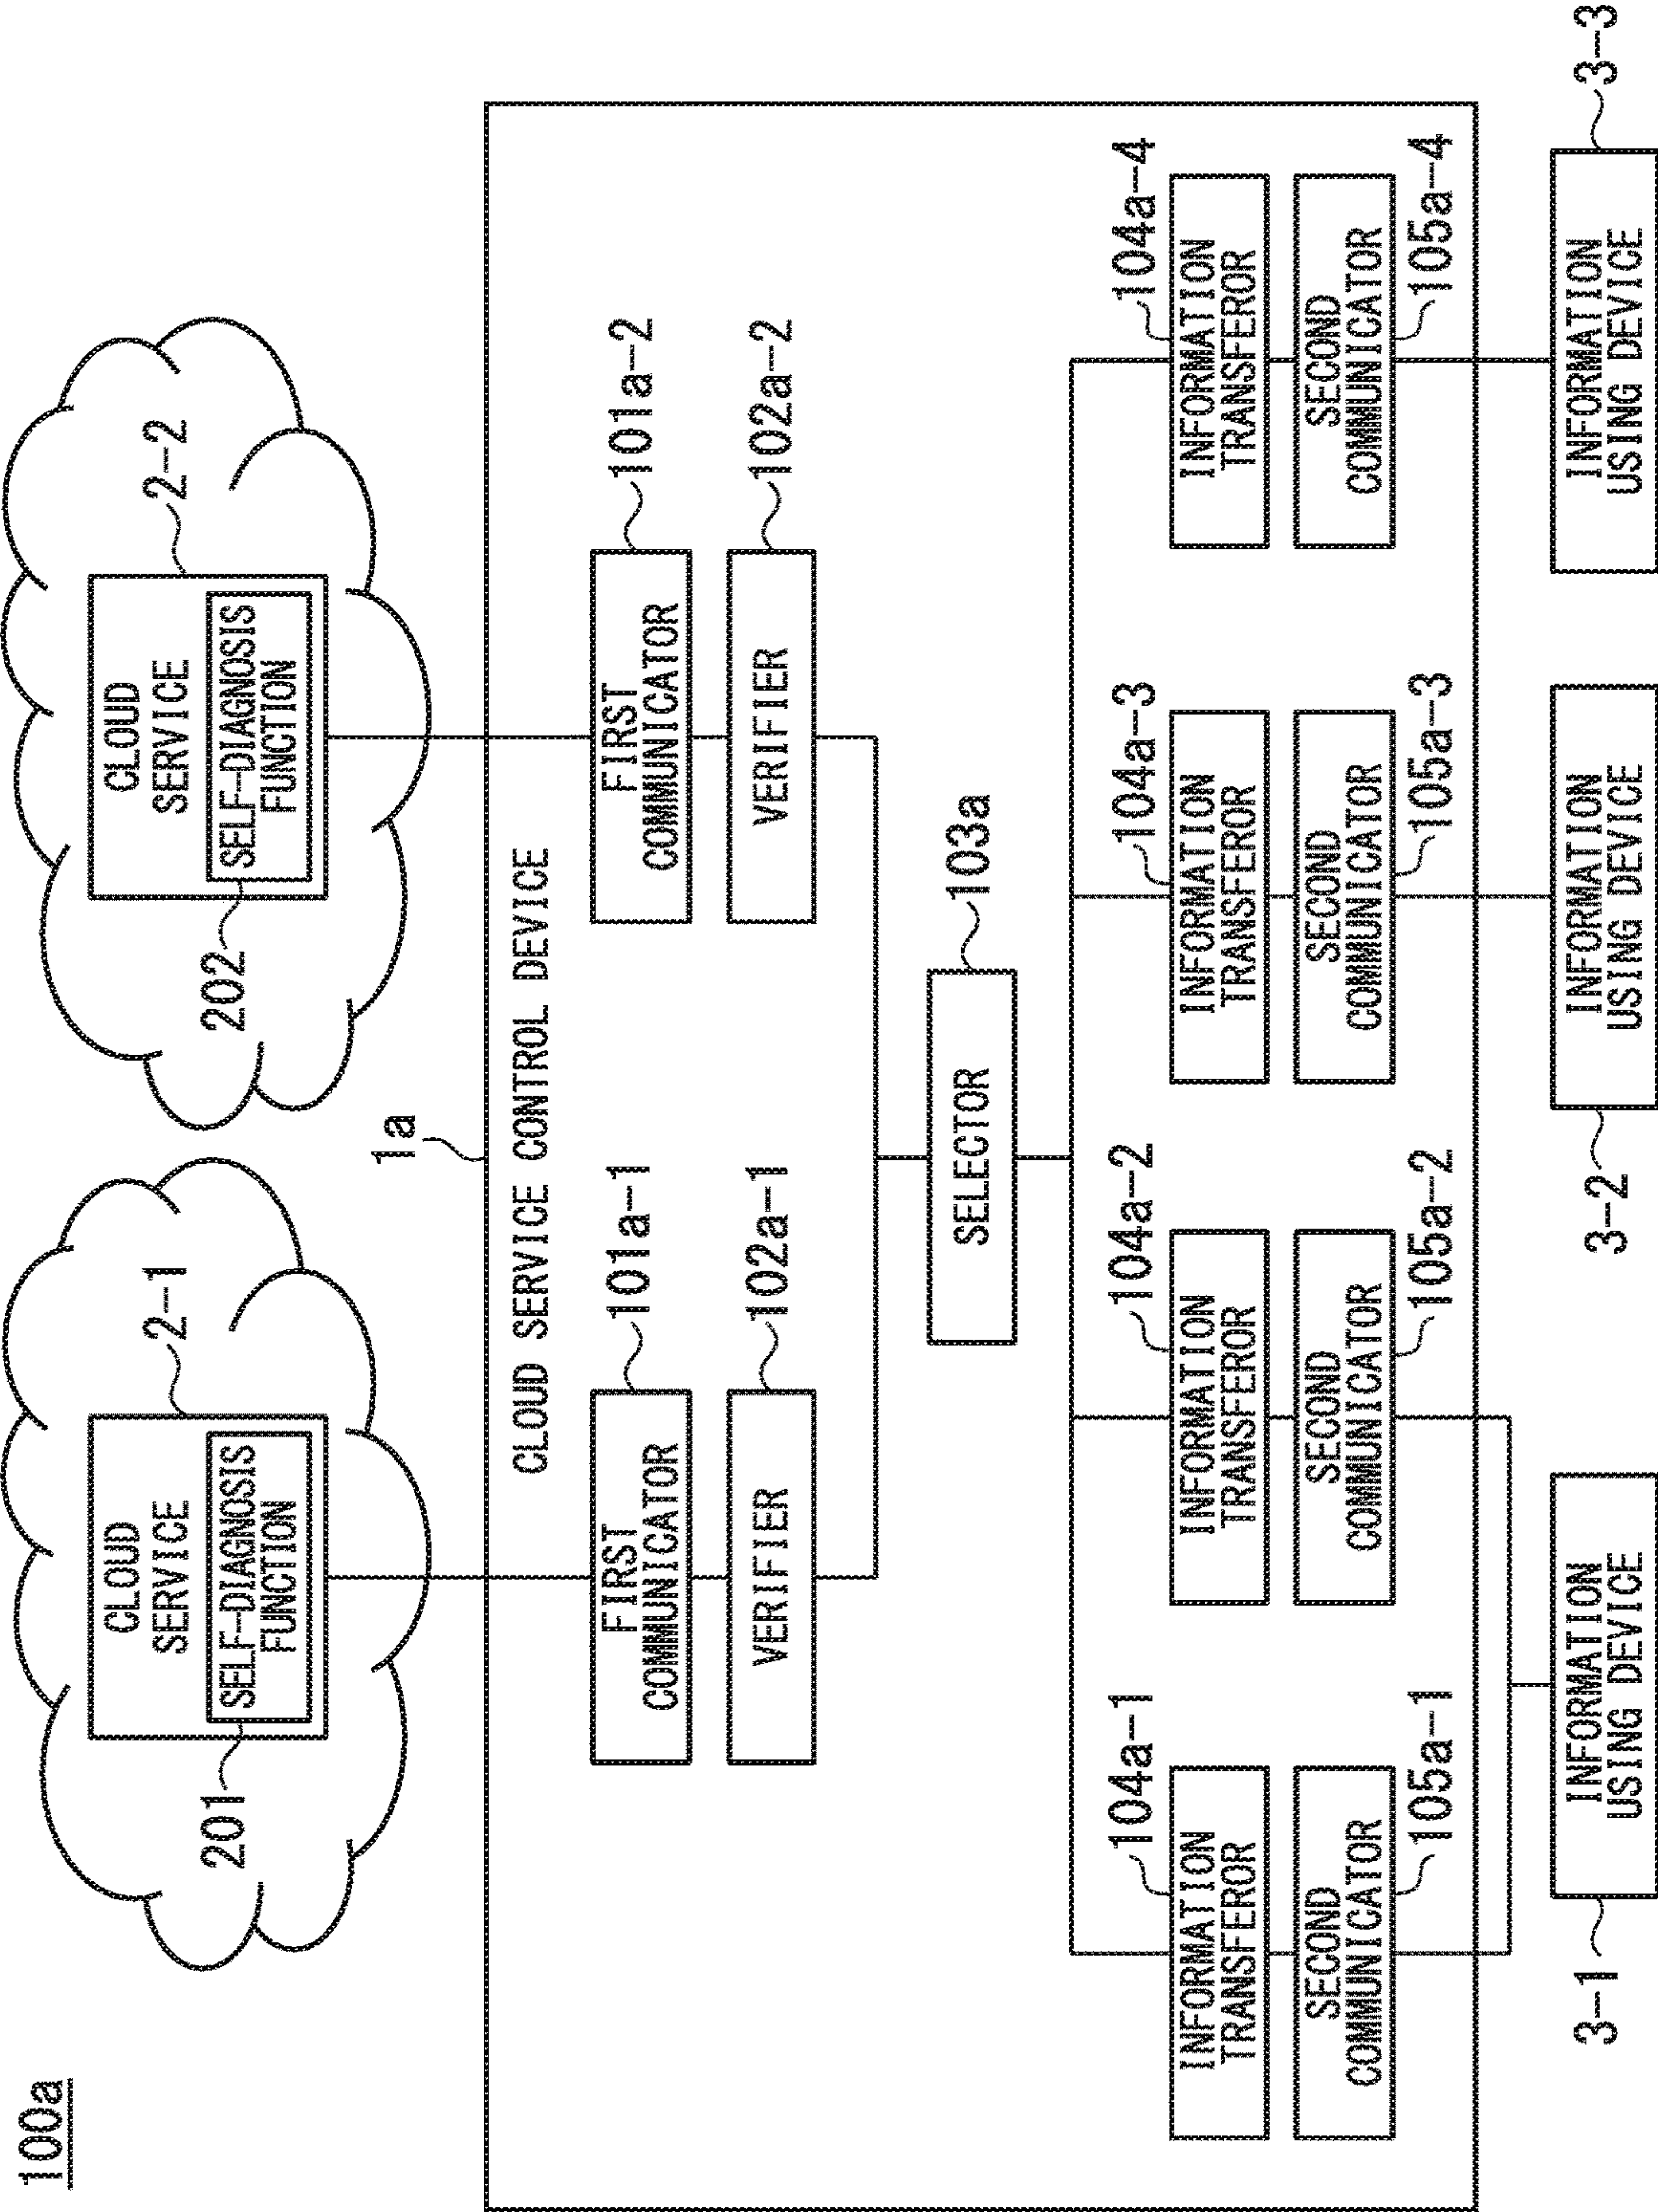 100a
CLOUD
SERVICE
SELF-DIAGNOSIS
FUNCTION
2-1
201
CLOUD
SERVICE
SELF-DIAGNOSIS
FUNCTION
2-2
202
1a
CLOUD SERVICE CONTROL DEVICE
FIRST
COMMUNICATOR
101a-1
FIRST
COMMUNICATOR
101a-2
VERIFIER
102a-1
VERIFIER
102a-2
SELECTOR
103a
104a-1
104a-2
104a-3
104a-4
INFORMATION
TRANSFEROR
INFORMATION
TRANSFEROR
INFORMATION
TRANSFEROR
INFORMATION
TRANSFEROR
SECOND
COMMUNICATOR
SECOND
COMMUNICATOR
SECOND
COMMUNICATOR
SECOND
COMMUNICATOR
105a-1
105a-2
105a-3
105a-4
INFORMATION
USING DEVICE
INFORMATION
USING DEVICE
INFORMATION
USING DEVICE
3-1
3-2
3-3